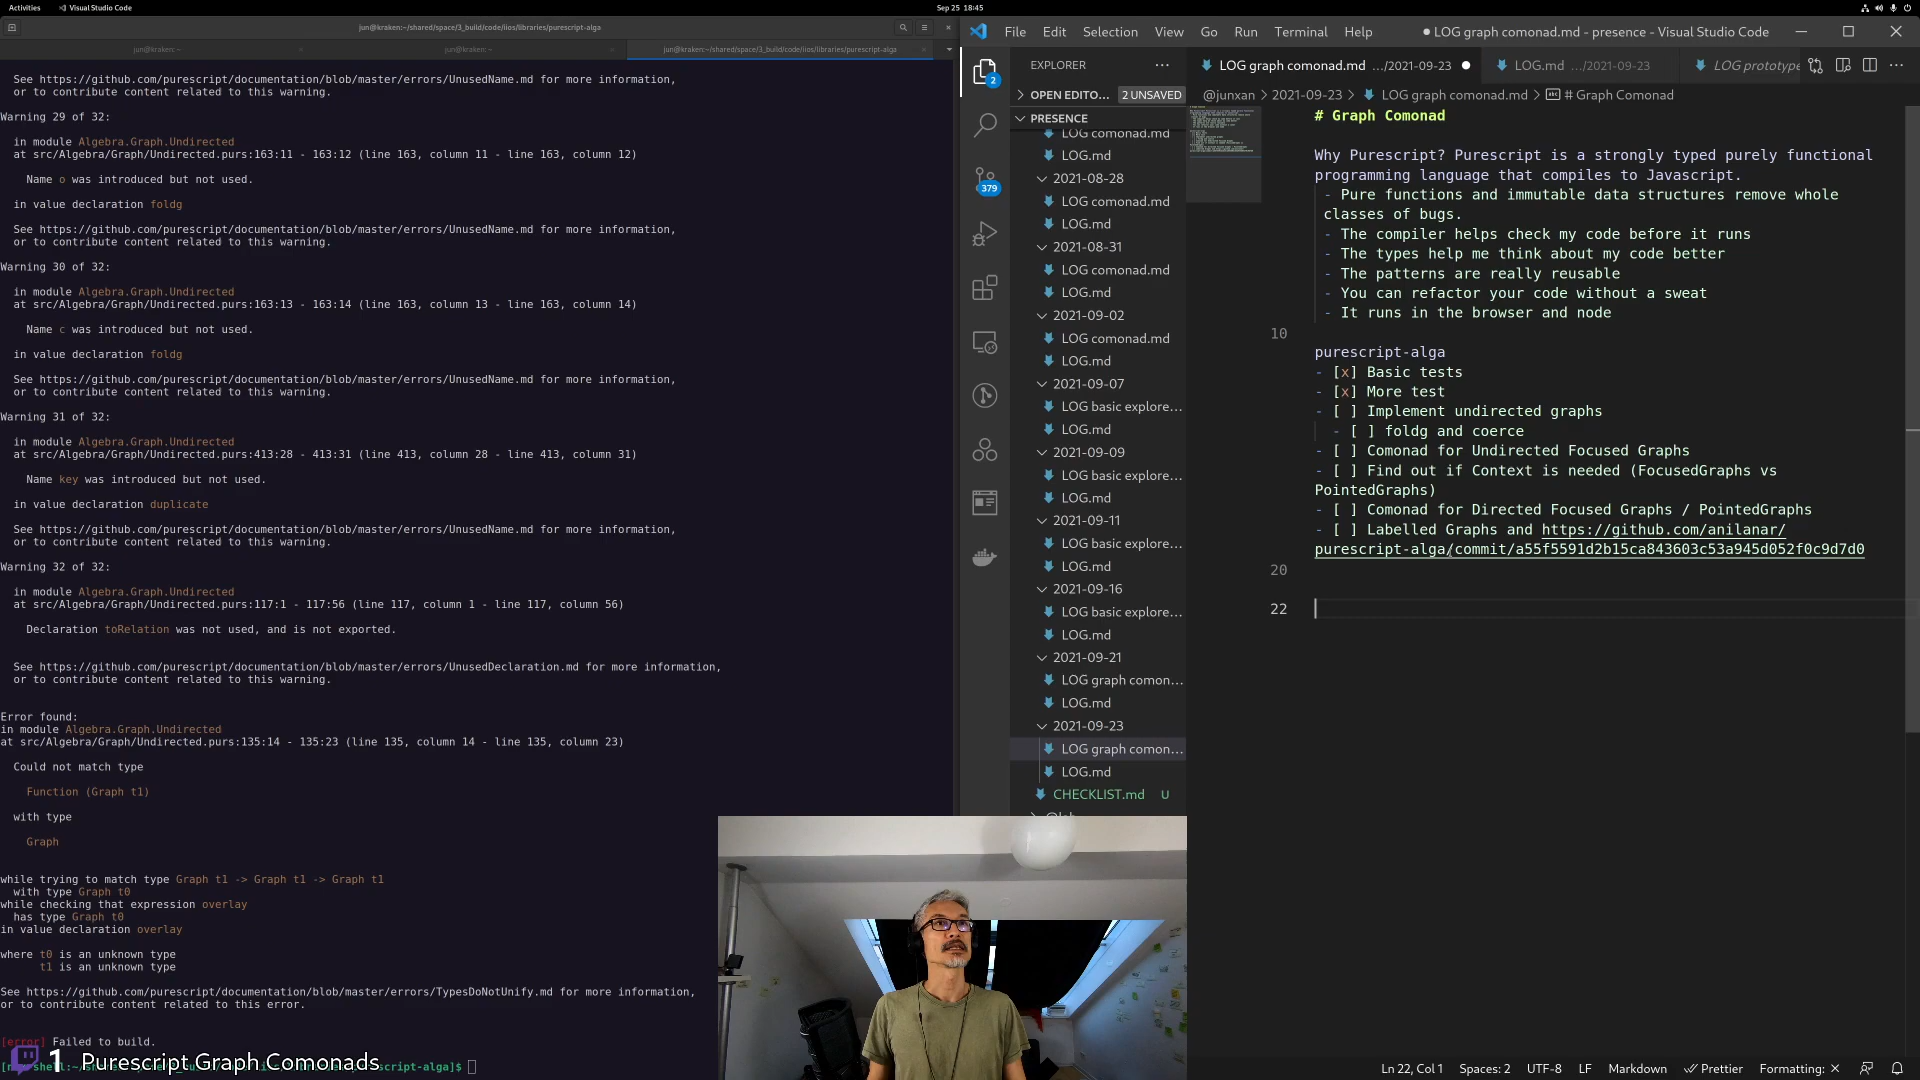 Activities
Visual Studio Code
Sep 25 18:45
jun@kraken:~/shared/space/3_build/code/iios/libraries/purescript-alga
jun@kraken:~
jun@kraken:~
jun@kraken:~/shared/space/3_build/code/iios/libraries/purescript-alga
See https://github.com/purescript/documentation/blob/master/errors/UnusedName.md for more information,
or to contribute content related to this warning.
Warning 29 of 32:
in module Algebra.Graph.Undirected
at src/Algebra/Graph/Undirected.purs:163:11 - 163:12 (line 163, column 11 - line 163, column 12)
Name o was introduced but not used.
in value declaration foldg
See https://github.com/purescript/documentation/blob/master/errors/UnusedName.md for more information,
or to contribute content related to this warning.
Warning 30 of 32:
in module Algebra.Graph.Undirected
at src/Algebra/Graph/Undirected.purs:163:13 - 163:14 (line 163, column 13 - line 163, column 14)
Name c was introduced but not used.
in value declaration foldg
See https://github.com/purescript/documentation/blob/master/errors/UnusedName.md for more information,
or to contribute content related to this warning.
Warning 31 of 32:
in module Algebra.Graph.Undirected
at src/Algebra/Graph/Undirected.purs:413:28 - 413:31 (line 413, column 28 - line 413, column 31)
Name key was introduced but not used.
in value declaration duplicate
See https://github.com/purescript/documentation/blob/master/errors/UnusedName.md for more information,
or to contribute content related to this warning.
Warning 32 of 32:
in module Algebra.Graph.Undirected
at src/Algebra/Graph/Undirected.purs:117:1 - 117:56 (line 117, column 1 - line 117, column 56)
Declaration toRelation was not used, and is not exported.
See https://github.com/purescript/documentation/blob/master/errors/UnusedDeclaration.md for more information,
or to contribute content related to this warning.
Error found:
in module Algebra.Graph.Undirected
at src/Algebra/Graph/Undirected.purs:135:14 - 135:23 (line 135, column 14 - line 135, column 23)
Could not match type
Function (Graph t1)
with type
Graph
while trying to match type Graph t1 -> Graph t1 -> Graph t1
with type Graph t0
while checking that expression overlay
has type Graph t0
in value declaration overlay
where t0 is an unknown type
t1 is an unknown type
See https://github.com/purescript/documentation/blob/master/errors/TypesDoNotUnify.md for more information,
or to contribute content related to this error.
[error] Failed to build.
1 Purescript Graph Comonads
script-alga]$
File Edit Selection View Go Run Terminal Help
● LOG graph comonad.md - presence - Visual Studio Code
EXPLORER
OPEN EDITO... 2 UNSAVED
PRESENCE
LOG comonad.md
LOG.md
2021-08-28
LOG comonad.md
LOG.md
2021-08-31
LOG comonad.md
LOG.md
2021-09-02
LOG comonad.md
LOG.md
2021-09-07
LOG basic explore...
LOG.md
2021-09-09
LOG basic explore...
LOG.md
2021-09-11
LOG basic explore...
LOG.md
2021-09-16
LOG basic explore...
LOG.md
2021-09-21
LOG graph comon...
LOG.md
2021-09-23
LOG graph comon...
LOG.md
CHECKLIST.md U
2
379
LOG graph comonad.md .../2021-09-23
LOG.md .../2021-09-23
LOG prototype
@junxan > 2021-09-23 > LOG graph comonad.md > # Graph Comonad
# Graph Comonad
Why Purescript? Purescript is a strongly typed purely functional
programming language that compiles to Javascript.
- Pure functions and immutable data structures remove whole
classes of bugs.
- The compiler helps check my code before it runs
- The types help me think about my code better
- The patterns are really reusable
- You can refactor your code without a sweat
- It runs in the browser and node
10
purescript-alga
- [x] Basic tests
- [x] More test
- [ ] Implement undirected graphs
- [ ] foldg and coerce
- [ ] Comonad for Undirected Focused Graphs
- [ ] Find out if Context is needed (FocusedGraphs vs
PointedGraphs)
- [ ] Comonad for Directed Focused Graphs / PointedGraphs
- [ ] Labelled Graphs and https://github.com/anilanar/
purescript-alga/commit/a55f5591d2b15ca843603c53a945d052f0c9d7d0
20
22
Ln 22, Col 1 Spaces: 2 UTF-8 LF Markdown Prettier Formatting: ×